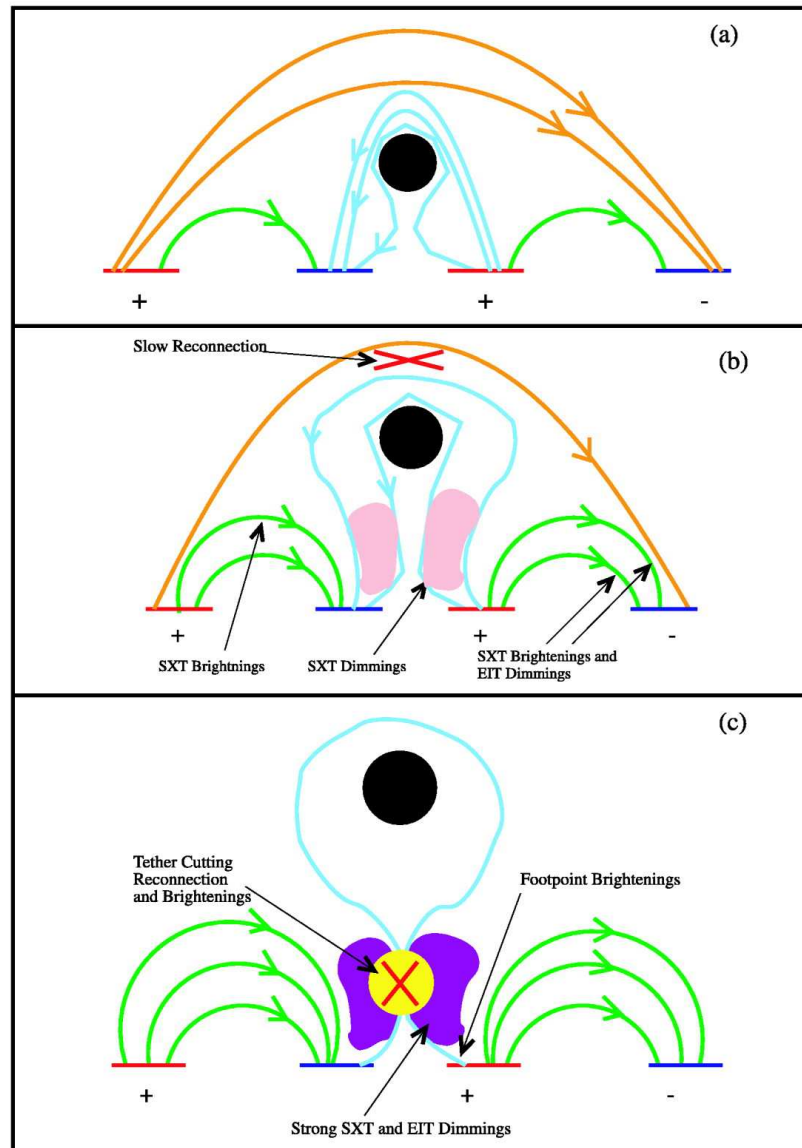 (a)
+ + -
Slow Reconnection
(b)
+ + -
SXT Brightnings
SXT Dimmings
SXT Brightenings and
EIT Dimmings
(c)
Tether Cutting
Reconnection
and Brightenings
Footpoint Brightenings
+ + -
Strong SXT and EIT Dimmings